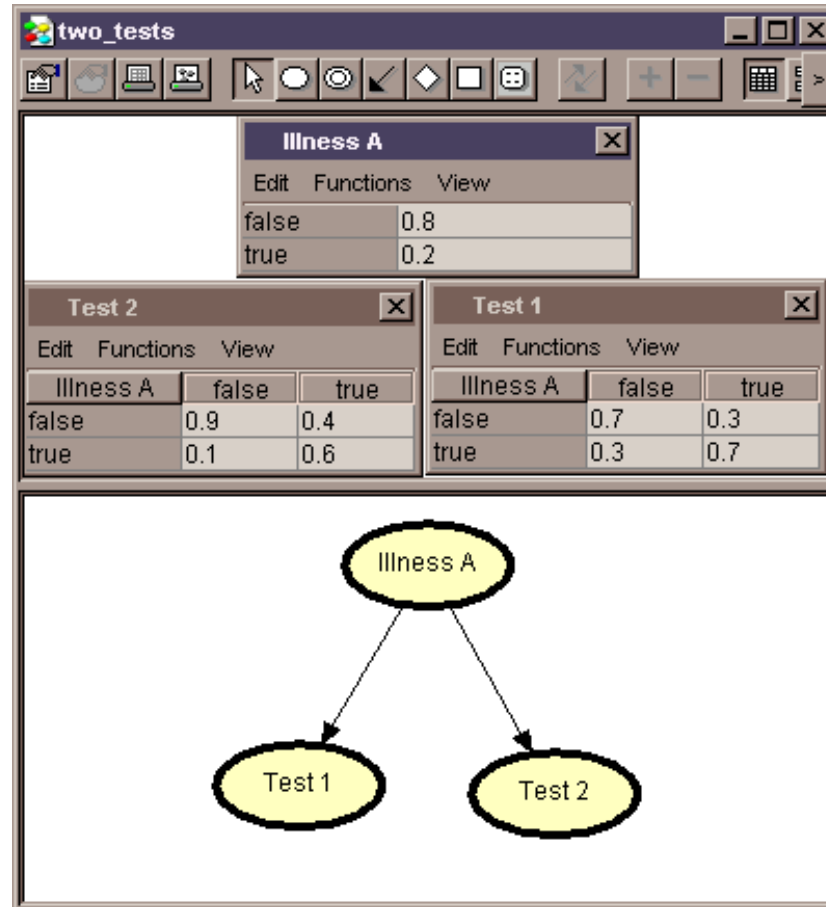 two_tests
Illness A
Edit Functions View
false 0.8
true 0.2
Test 2
Edit Functions View
Illness A false true
false 0.9 0.4
true 0.1 0.6
Test 1
Edit Functions View
Illness A false true
false 0.7 0.3
true 0.3 0.7
Illness A
Test 1
Test 2